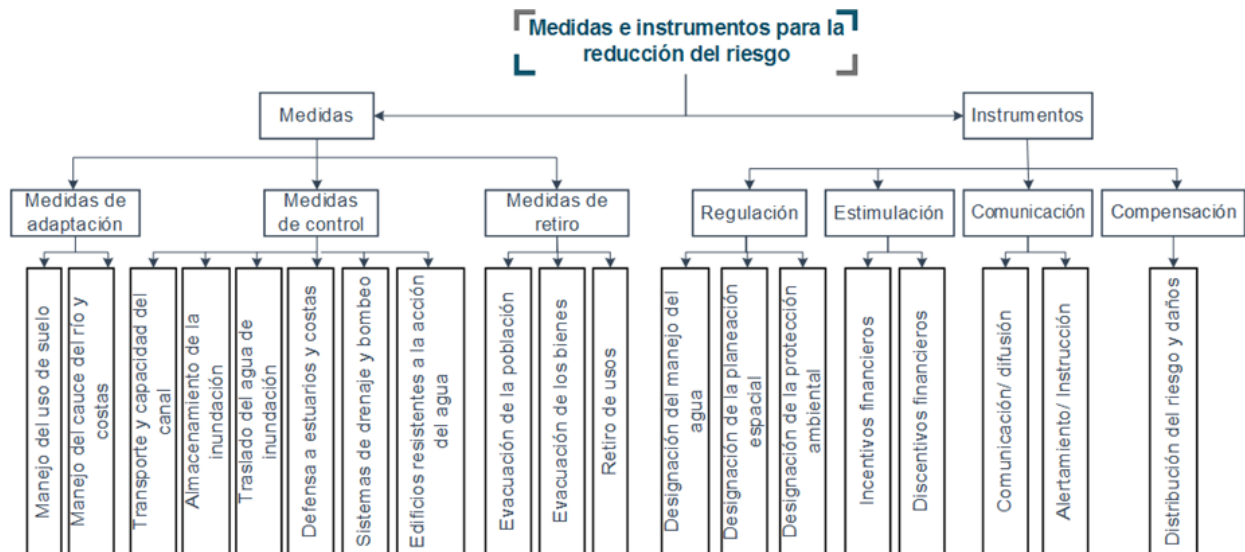 Medidas e instrumentos para la
reducción del riesgo
Medidas
Instrumentos
Medidas de
adaptación
Medidas
de control
Medidas de
retiro
Regulación
Estimulación
Comunicación
Compensación
Manejo del uso de suelo
Manejo del cauce del río y
costas
Transporte y capacidad del
canal
Almacenamiento de la
inundación
Traslado del agua de
inundación
Defensa a estuarios y costas
Sistemas de drenaje y bombeo
Edificios resistentes a la acción
del agua
Evacuación de la población
Evacuación de los bienes
Retiro de usos
Designación del manejo del
agua
Designación de la planeación
espacial
Designación de la protección
ambiental
Incentivos financieros
Discentivos financieros
Comunicación/ difusión
Alertamiento/ Instrucción
Distribución del riesgo y daños